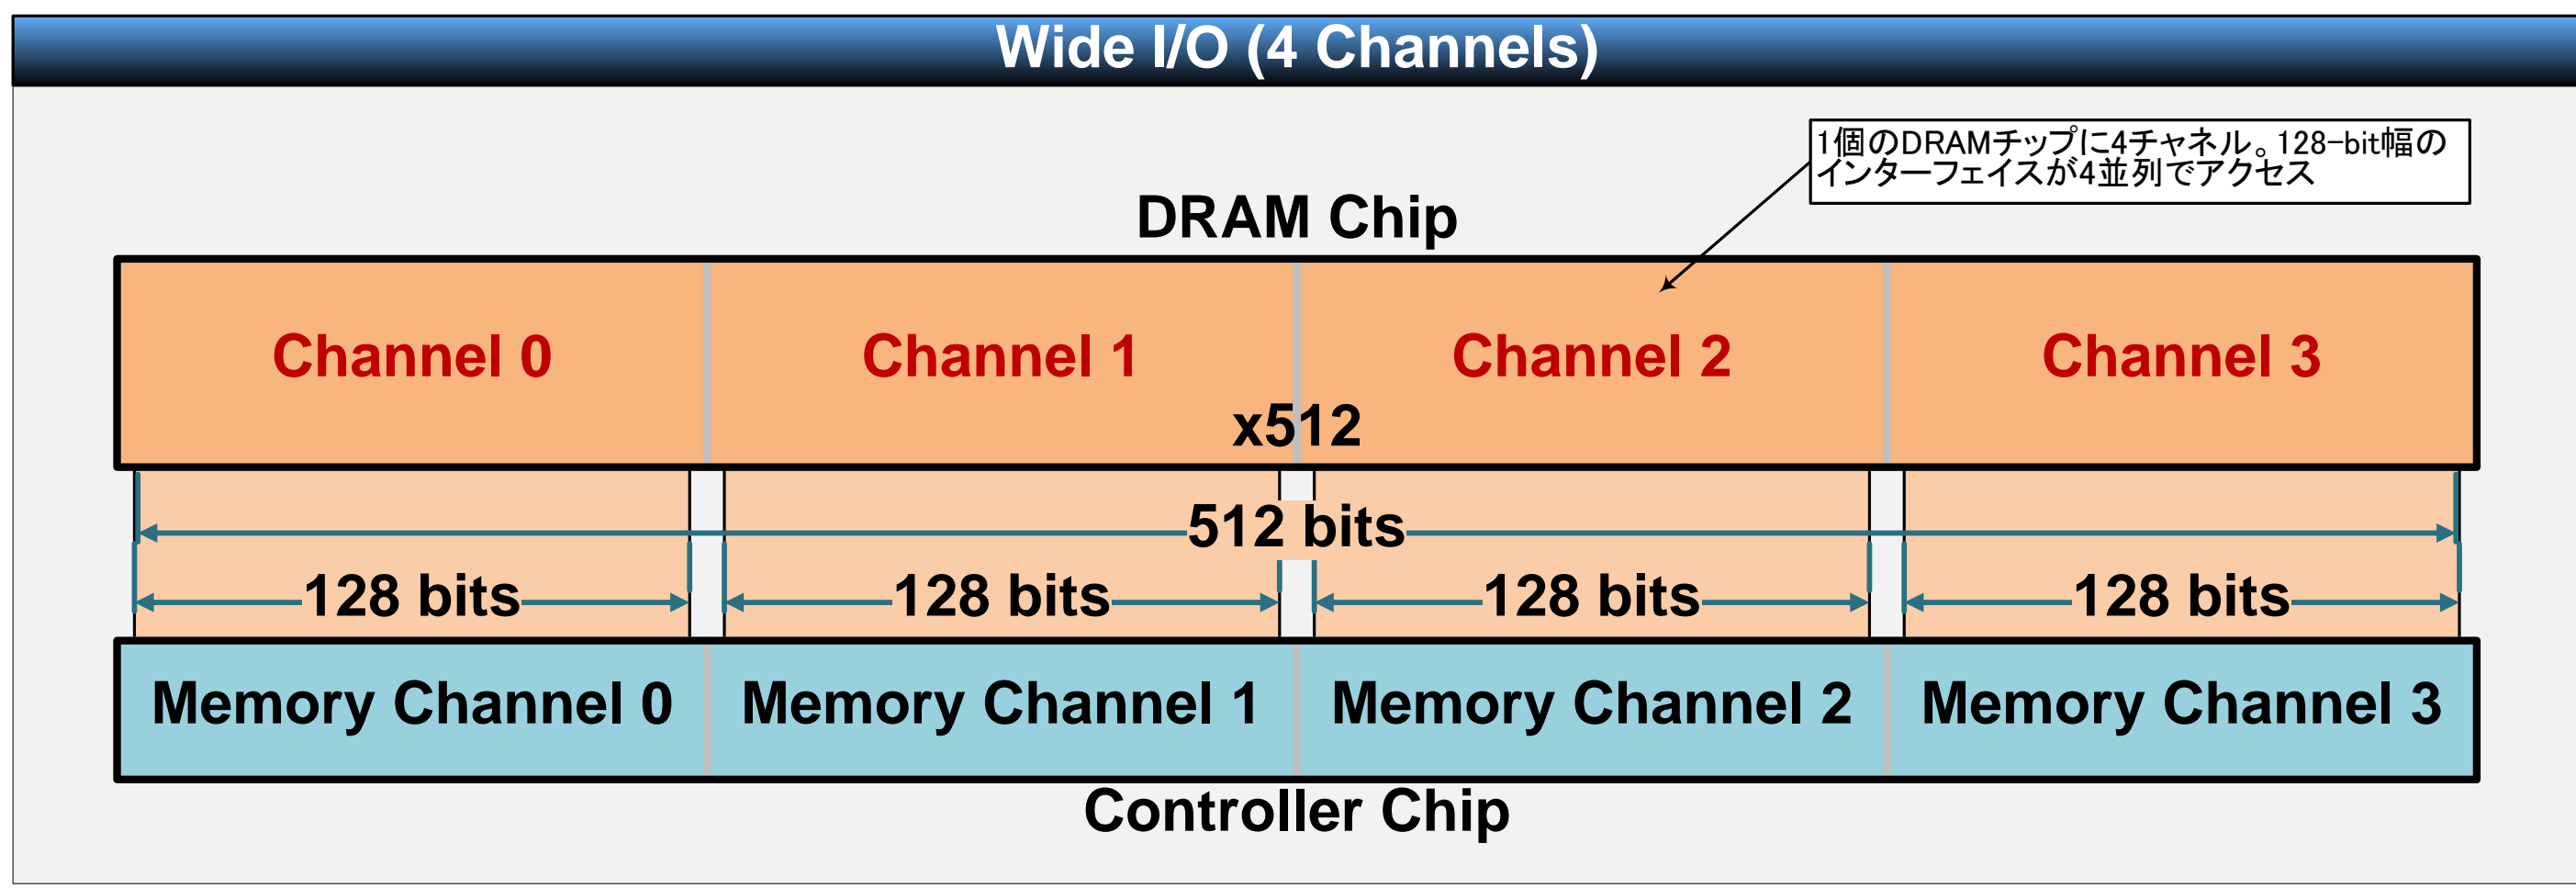 Wide I/O (4 Channels)
1個のDRAMチップに4チャネル。128-bit幅の
インターフェイスが4並列でアクセス
DRAM Chip
Channel 0 Channel 1 Channel 2 Channel 3
x512
512 bits
128 bits 128 bits 128 bits 128 bits
Memory Channel 0 Memory Channel 1 Memory Channel 2 Memory Channel 3
Controller Chip